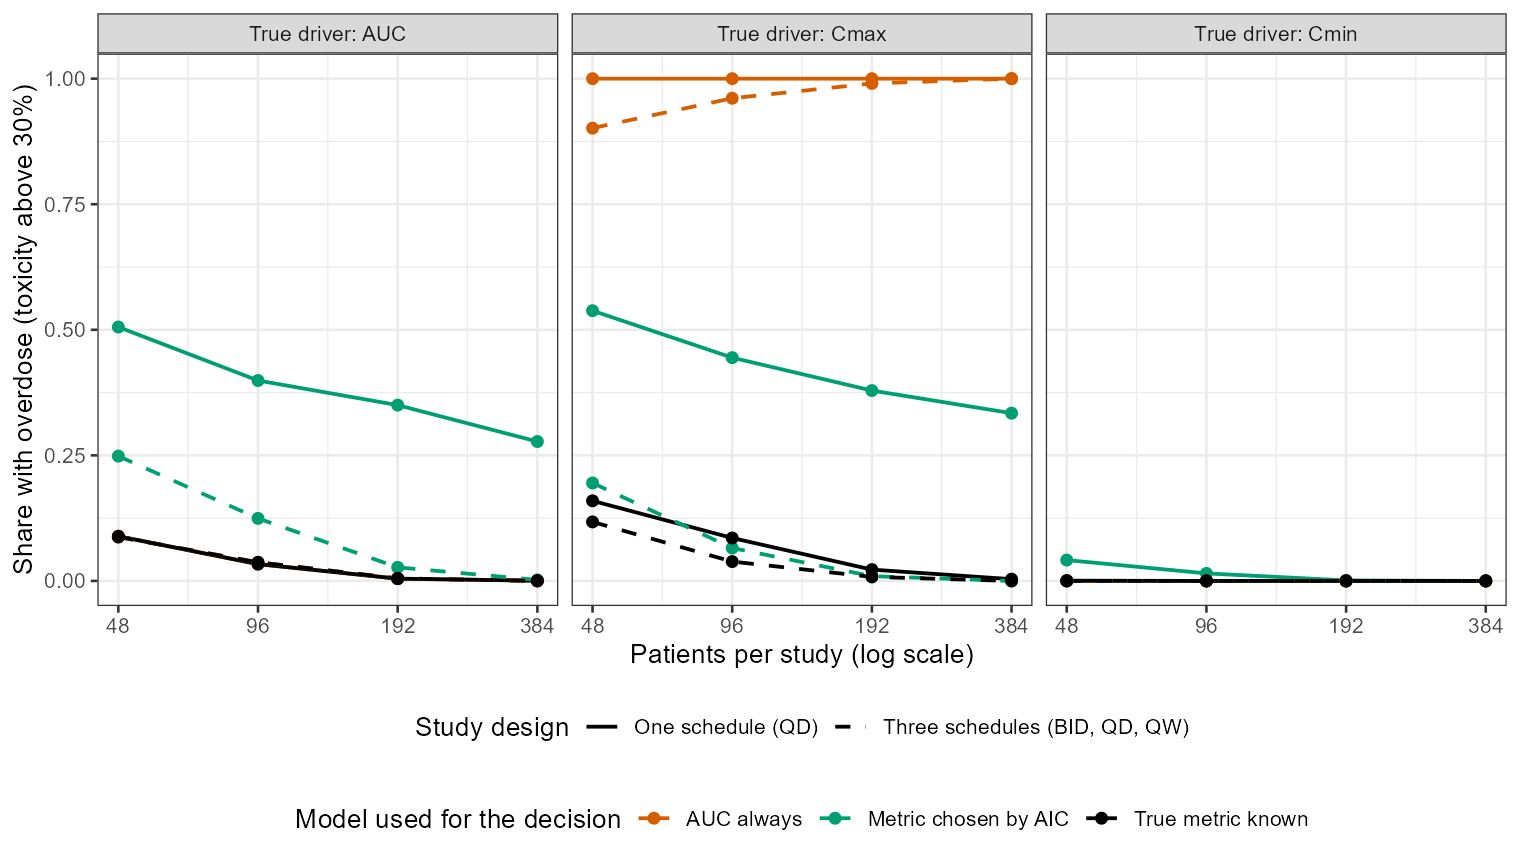 True driver: AUC
True driver: Cmax
True driver: Cmin
Share with overdose (toxicity above 30%)
1.00
0.75
0.50
0.25
0.00
48 96 192 384
48 96 192 384
48 96 192 384
Patients per study (log scale)
Study design One schedule (QD) Three schedules (BID, QD, QW)
Model used for the decision AUC always Metric chosen by AIC True metric known